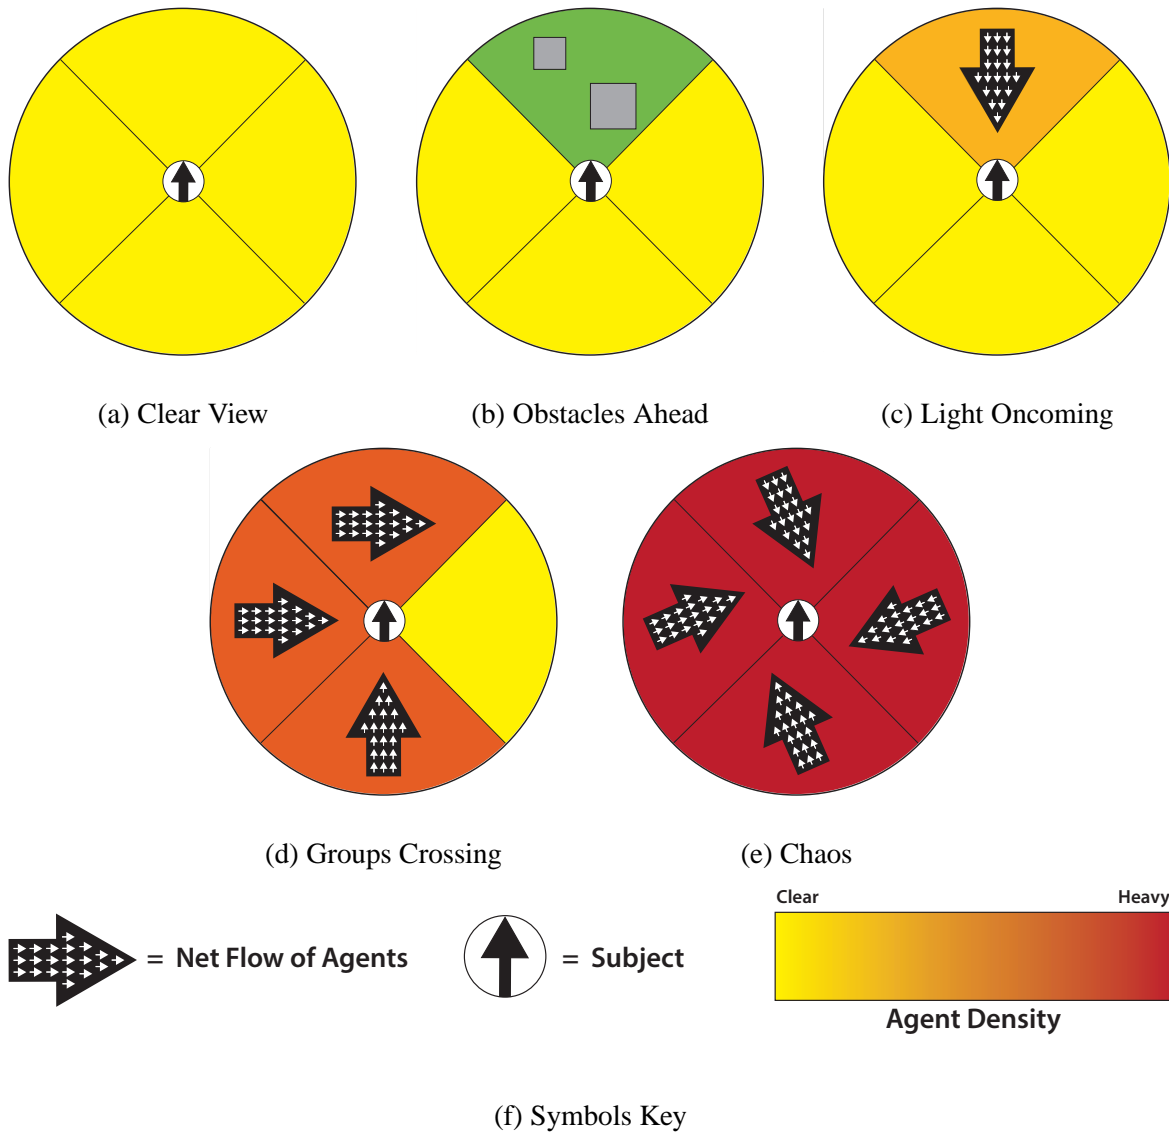 (a) Clear View
(b) Obstacles Ahead
(c) Light Oncoming
(d) Groups Crossing
(e) Chaos
= Net Flow of Agents
= Subject
Clear
Heavy
Agent Density
(f) Symbols Key